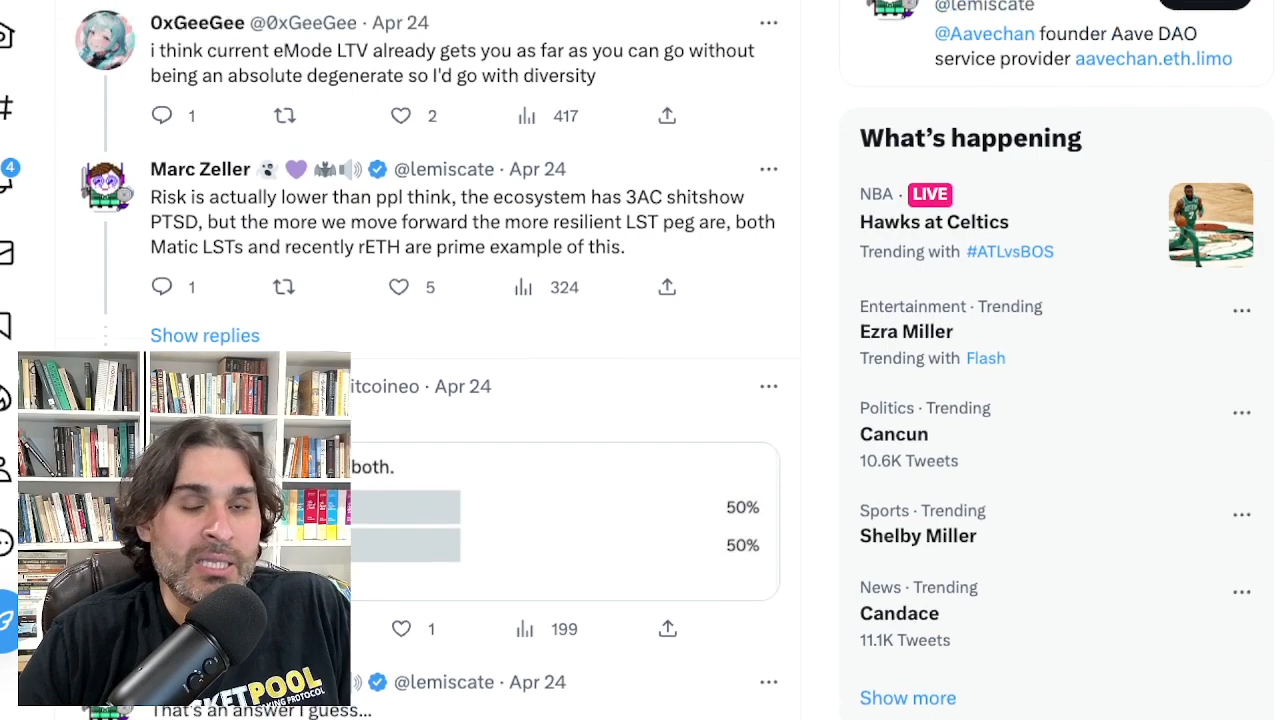 0xGeeGee @0xGeeGee · Apr 24
i think current eMode LTV already gets you as far as you can go without
being an absolute degenerate so I'd go with diversity
1 2 417
Marc Zeller @lemiscate · Apr 24
Risk is actually lower than ppl think, the ecosystem has 3AC shitshow
PTSD, but the more we move forward the more resilient LST peg are, both
Matic LSTs and recently rETH are prime example of this.
1 5 324
Show replies
itcoineo · Apr 24
both.
50%
50%
1 199
@lemiscate · Apr 24
That's an answer I guess...
4
KETPOOL
AKING PROTOCOL
@lemiscate
@Aavechan founder Aave DAO
service provider aavechan.eth.limo
What's happening
NBA · LIVE
Hawks at Celtics
Trending with #ATLvsBOS
Entertainment · Trending
Ezra Miller
Trending with Flash
Politics · Trending
Cancun
10.6K Tweets
Sports · Trending
Shelby Miller
News · Trending
Candace
11.1K Tweets
Show more